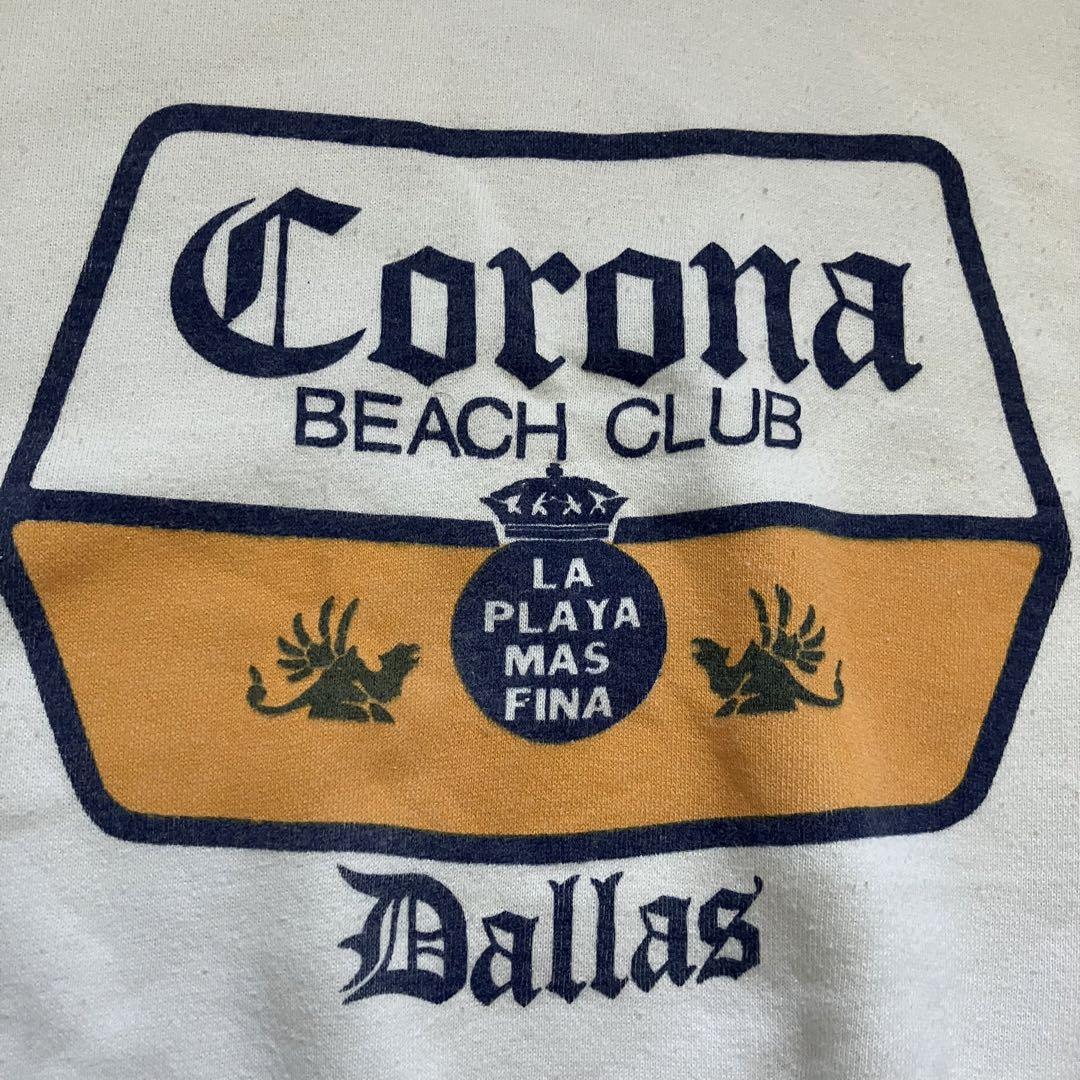 Corona
BEACH CLUB
LA
PLAYA
MAS
FINA
Dallas